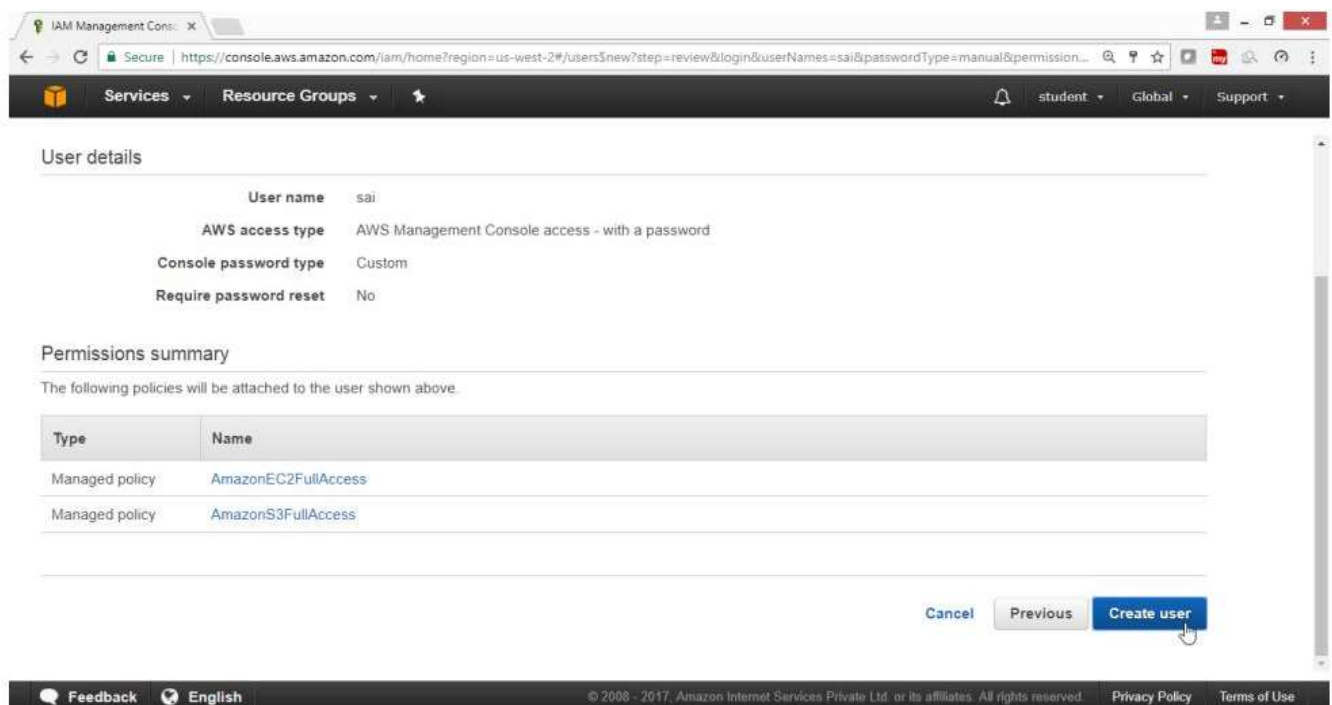 IAM Management Cons
Secure | https://console.aws.amazon.com/iam/home?region=us-west-2#/users$new?step=review&login&userNames=sai&passwordType=manual&permission...
Services Resource Groups student Global Support
User details
User name sai
AWS access type AWS Management Console access - with a password
Console password type Custom
Require password reset No
Permissions summary
The following policies will be attached to the user shown above.
Type Name
Managed policy AmazonEC2FullAccess
Managed policy AmazonS3FullAccess
Cancel Previous Create user
Feedback English © 2008 - 2017, Amazon Internet Services Private Ltd. or its affiliates. All rights reserved. Privacy Policy Terms of Use